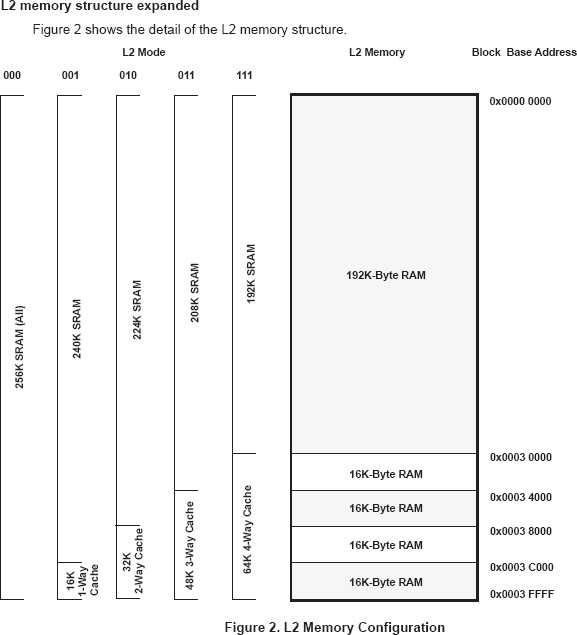 L2 memory structure expanded
Figure 2 shows the detail of the L2 memory structure.
L2 Mode
L2 Memory
Block Base Address
000
001
010
011
111
0x0000 0000
256K SRAM (All)
240K SRAM
224K SRAM
208K SRAM
192K SRAM
192K-Byte RAM
16K
1-Way
Cache
32K
2-Way Cache
48K 3-Way Cache
64K 4-Way Cache
0x0003 0000
16K-Byte RAM
0x0003 4000
16K-Byte RAM
0x0003 8000
16K-Byte RAM
0x0003 C000
16K-Byte RAM
0x0003 FFFF
Figure 2. L2 Memory Configuration